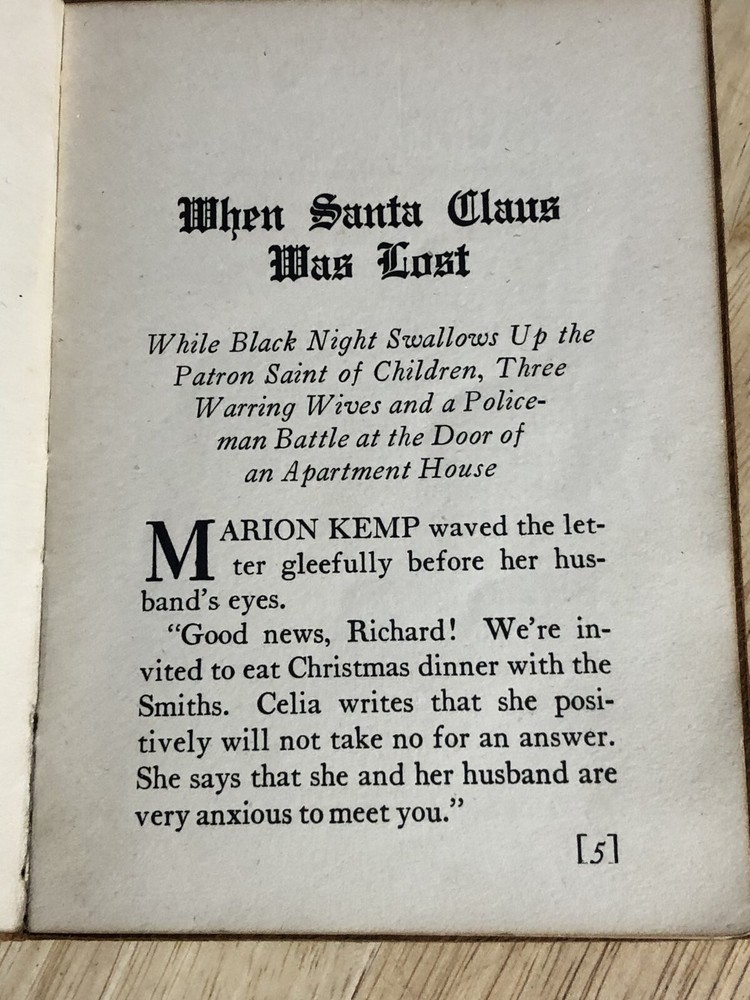 When Santa Claus
Was Lost
While Black Night Swallows Up the
Patron Saint of Children, Three
Warring Wives and a Police-
man Battle at the Door of
an Apartment House
MARION KEMP waved the let-
ter gleefully before her hus-
band's eyes.
“Good news, Richard! We're in-
vited to eat Christmas dinner with the
Smiths. Celia writes that she posi-
tively will not take no for an answer.
She says that she and her husband are
very anxious to meet you.”
[5]